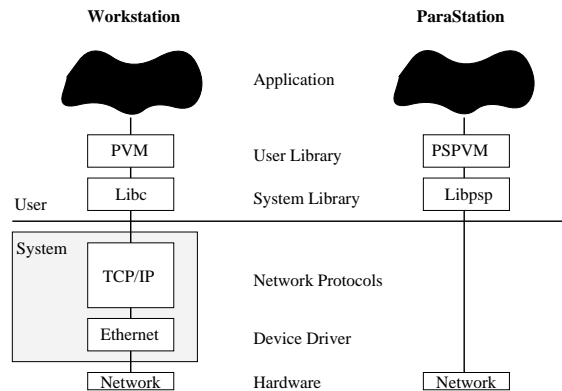 Workstation ParaStation
Application
PVM User Library PSPVM
Libc System Library Libpsp
User
System
TCP/IP Network Protocols
Ethernet Device Driver
Network Hardware Network